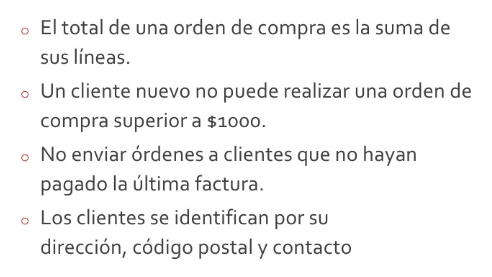 El total de una orden de compra es la suma de
sus líneas.
Un cliente nuevo no puede realizar una orden de
compra superior a $1000.
No enviar órdenes a clientes que no hayan
pagado la última factura.
Los clientes se identifican por su
dirección, código postal y contacto